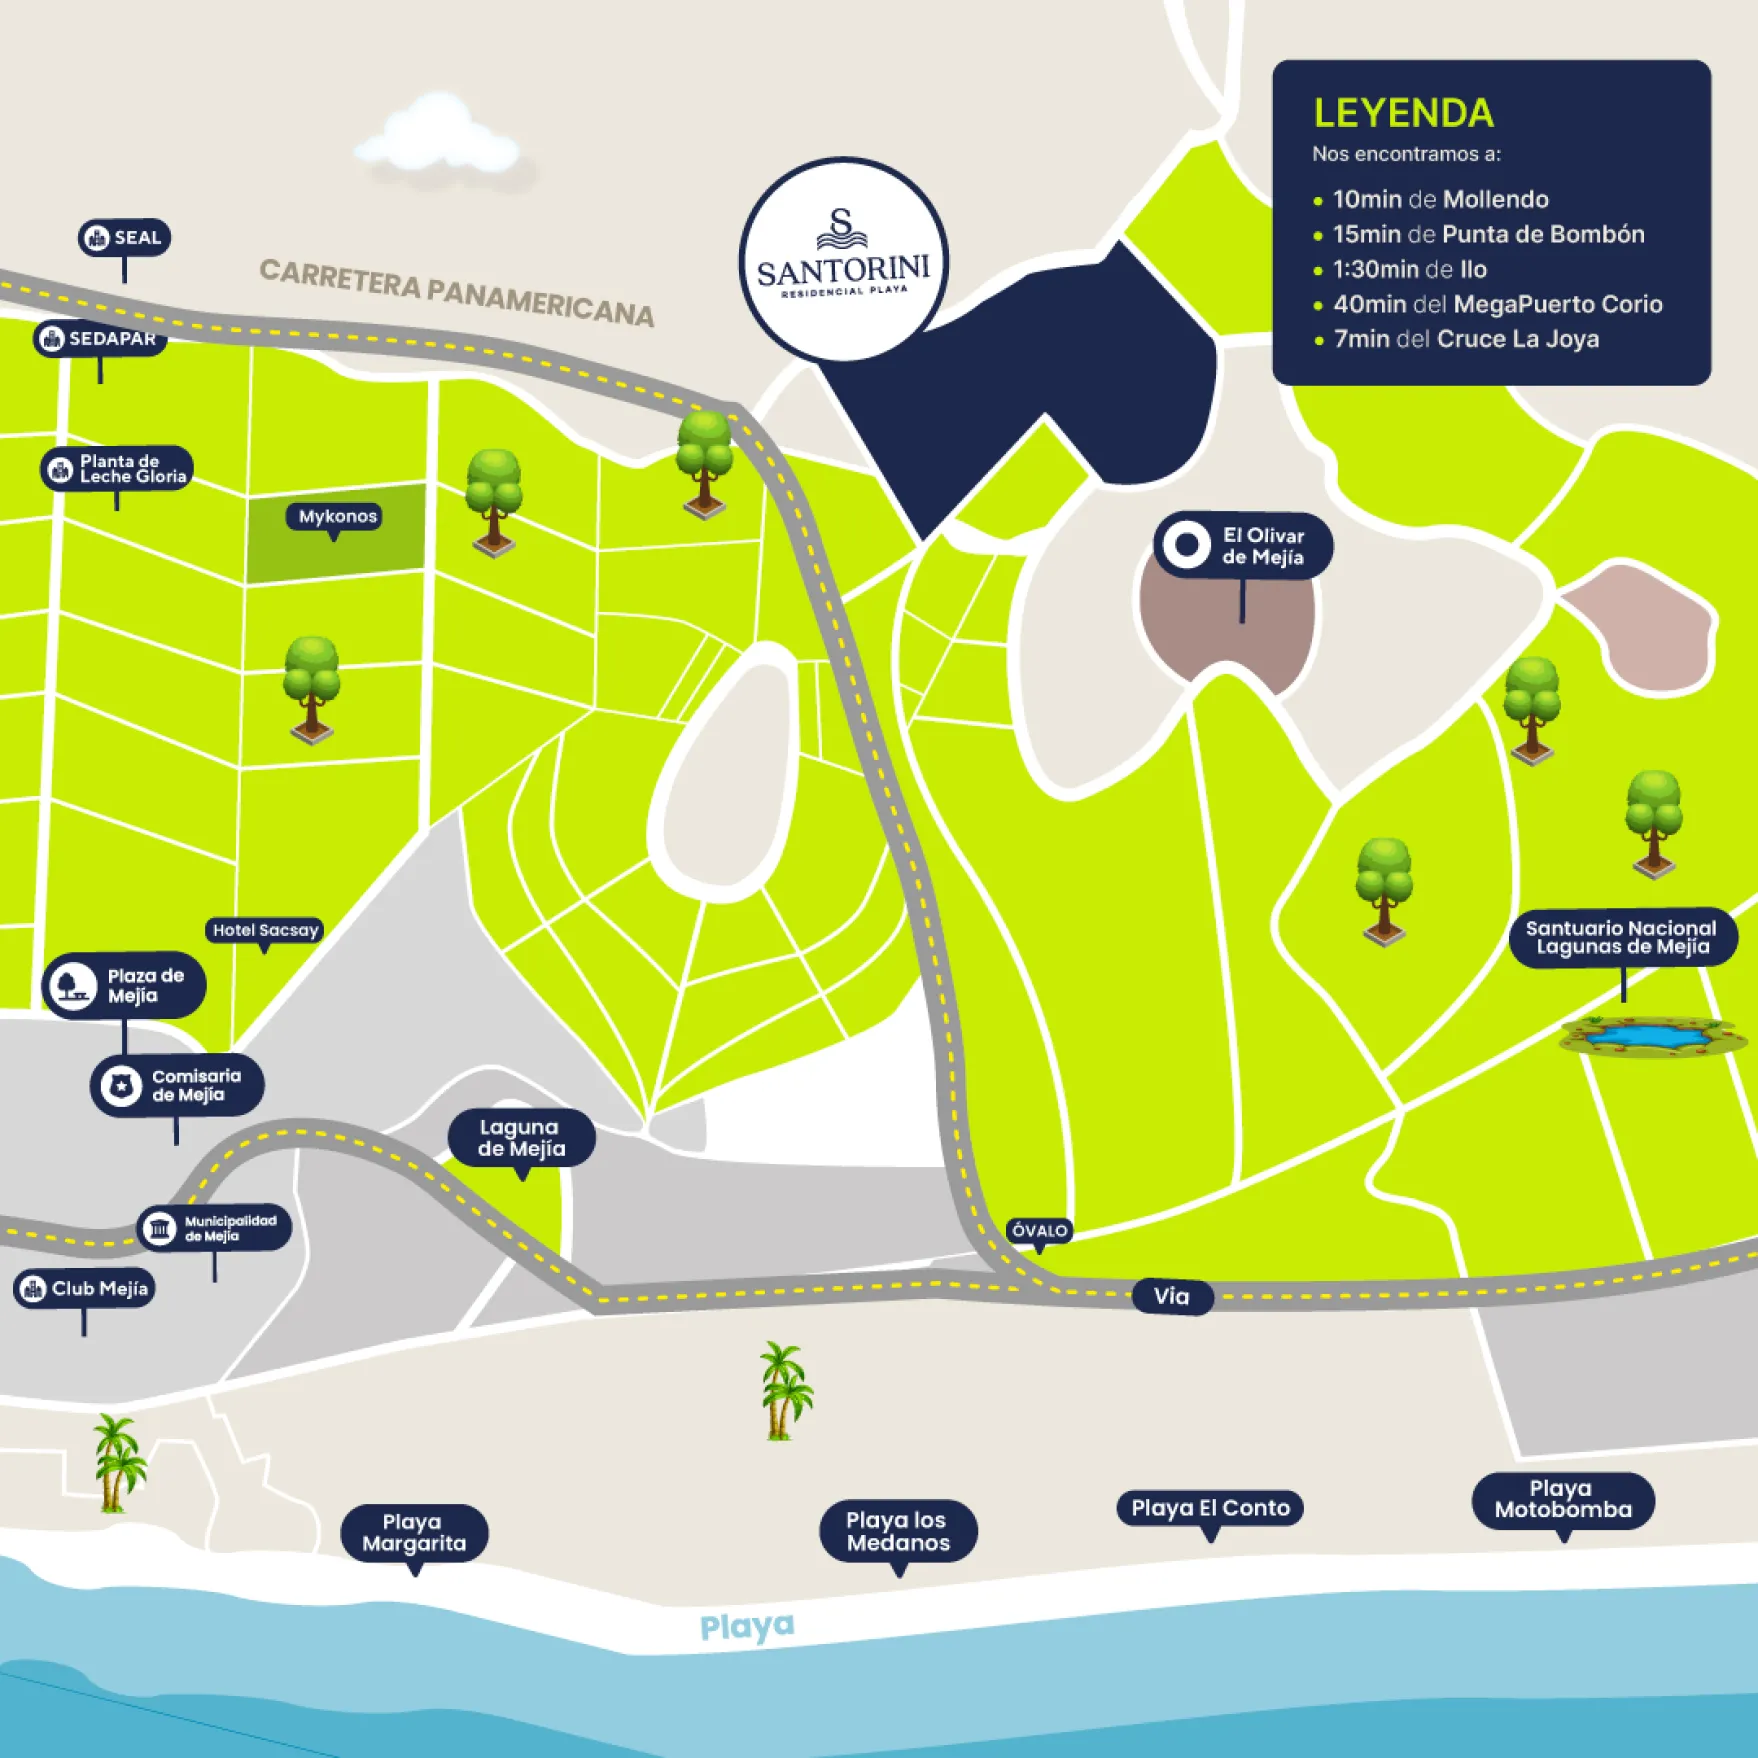 LEYENDA
Nos encontramos a:
• 10min de Mollendo
• 15min de Punta de Bombón
• 1:30min de Ilo
• 40min del MegaPuerto Corio
• 7min del Cruce La Joya
S
SANTORINI
RESIDENCIAL PLAYA
SEAL
CARRETERA PANAMERICANA
SEDAPAR
Planta de
Leche Gloria
Mykonos
El Olivar
de Mejía
Hotel Sacsay
Santuario Nacional
Lagunas de Mejía
Plaza de
Mejía
Comisaria
de Mejía
Laguna
de Mejía
Municipalidad
de Mejía
ÓVALO
Club Mejía
Via
Playa
Margarita
Playa los
Medanos
Playa El Conto
Playa
Motobomba
Playa